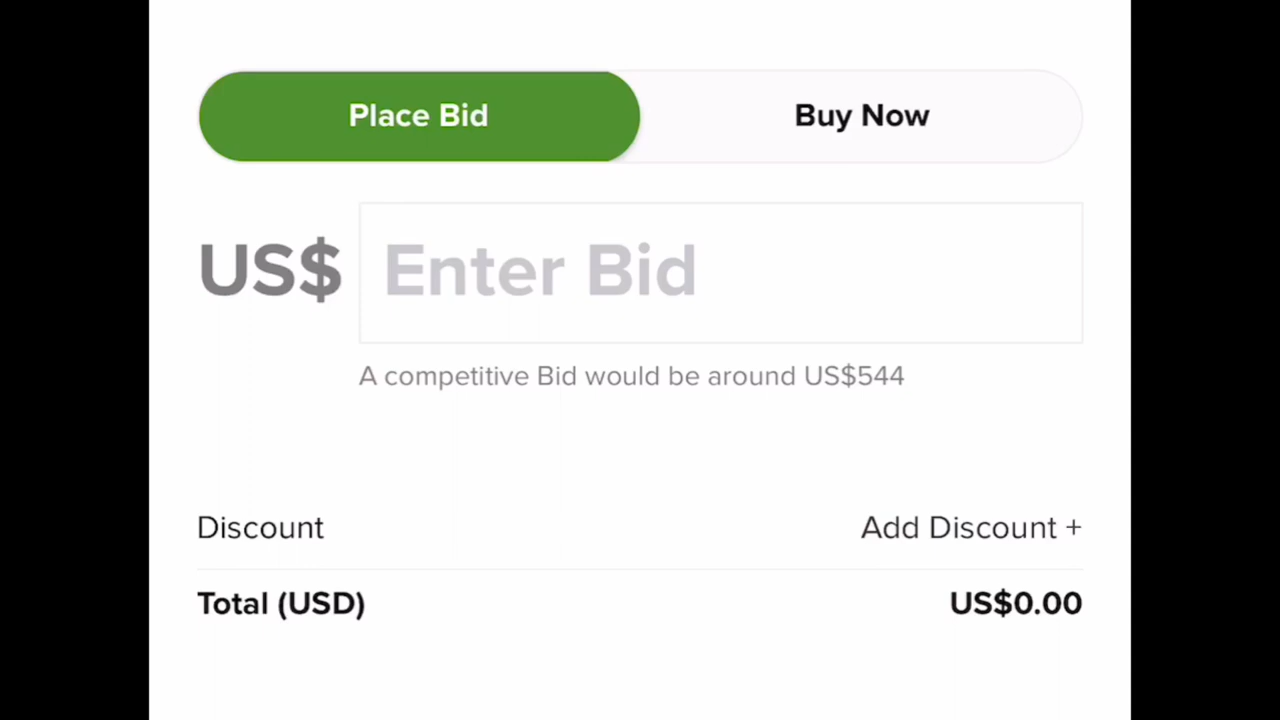 Place Bid Buy Now
US$ Enter Bid
A competitive Bid would be around US$544
Discount Add Discount +
Total (USD) US$0.00